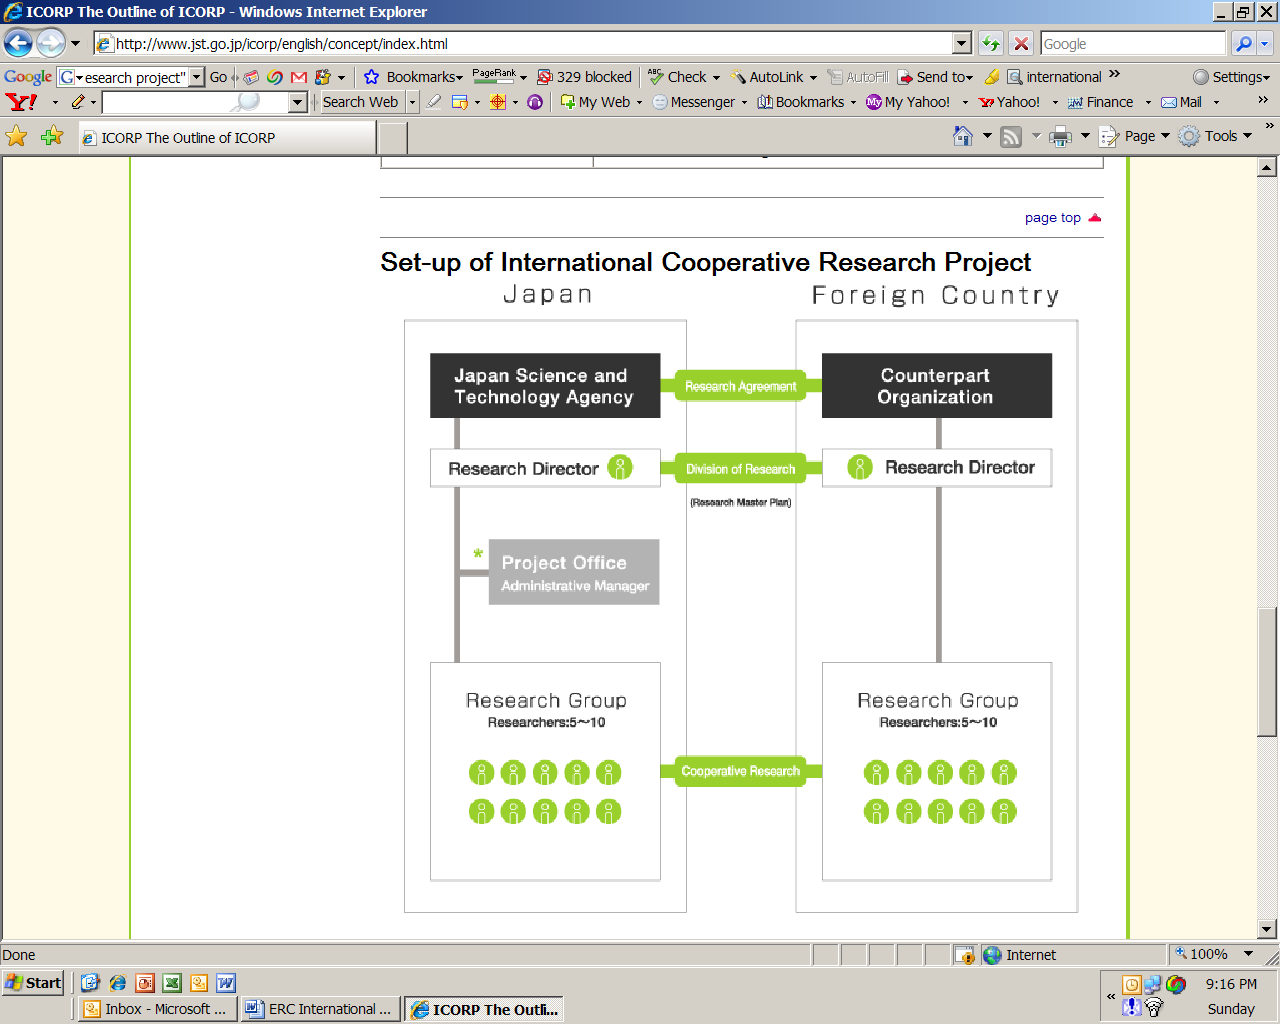 ICORP The Outline of ICORP - Windows Internet Explorer
http://www.jst.go.jp/icorp/english/concept/index.html
Google
Google
esearch project"
Go
Bookmarks
PageRank
329 blocked
Check
AutoLink
AutoFill
Send to
international
Settings
Y!
Search Web
My Web
Messenger
Bookmarks
My Yahoo!
Yahoo!
Finance
Mail
ICORP The Outline of ICORP
Page
Tools
page top
Set-up of International Cooperative Research Project
Japan
Foreign Country
Japan Science and
Technology Agency
Research Agreement
Counterpart
Organization
Research Director
Division of Research
Research Director
(Research Master Plan)
*
Project Office
Administrative Manager
Research Group
Researchers:5~10
Research Group
Researchers:5~10
Cooperative Research
Done
Internet
100%
Start
9:16 PM
Inbox - Microsoft ...
ERC International ...
ICORP The Outli...
Sunday